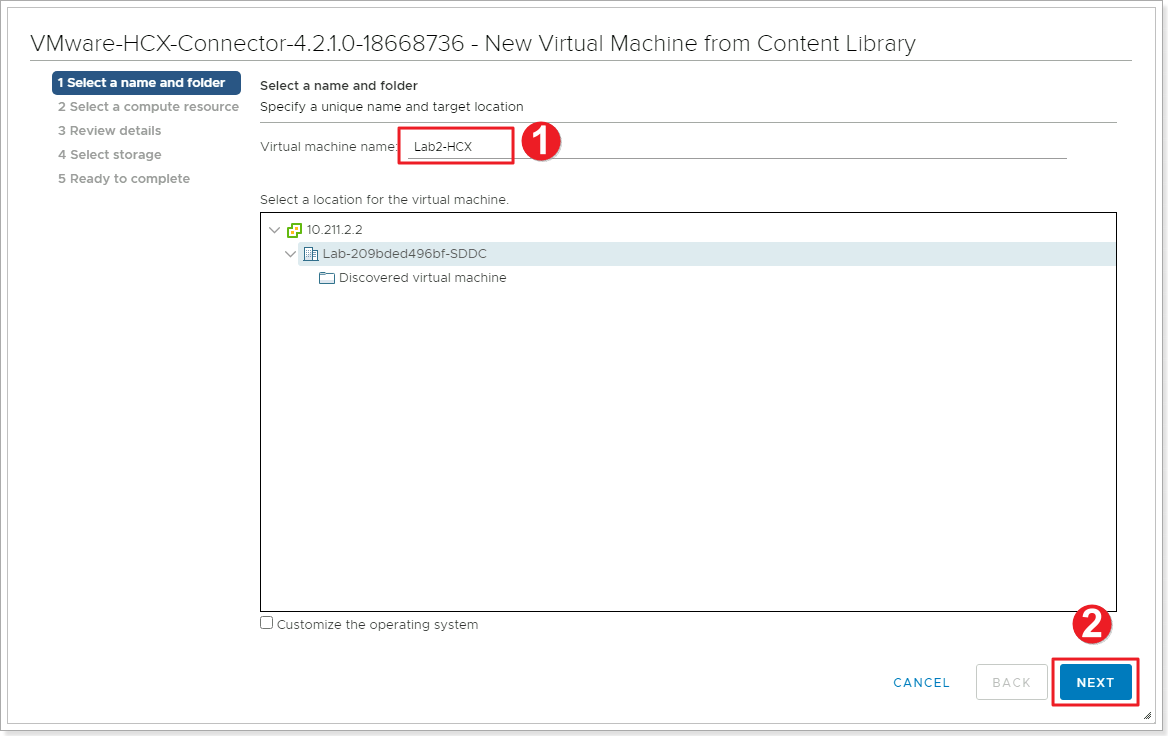 VMware-HCX-Connector-4.2.1.0-18668736 - New Virtual Machine from Content Library
1 Select a name and folder
2 Select a compute resource
3 Review details
4 Select storage
5 Ready to complete
Select a name and folder
Specify a unique name and target location
Virtual machine name: Lab2-HCX
1
Select a location for the virtual machine.
10.211.2.2
Lab-209bded496bf-SDDC
Discovered virtual machine
Customize the operating system
2
CANCEL BACK NEXT